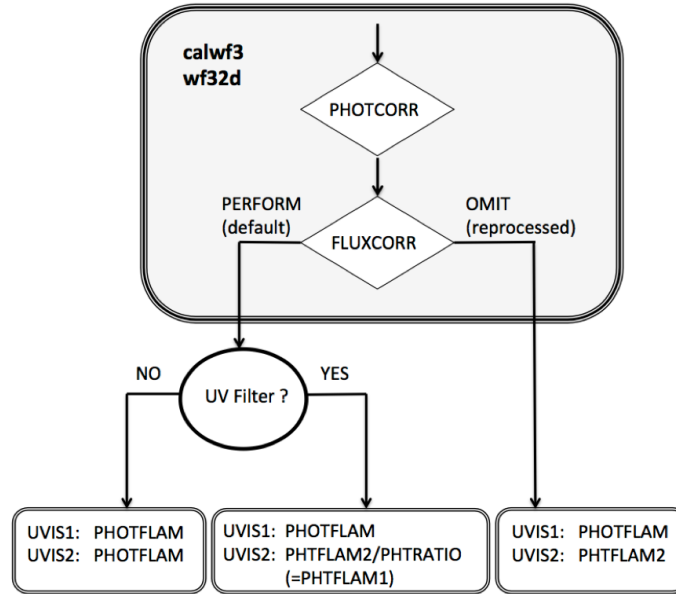 calwf3
wf32d
PHOTCORR
PERFORM
(default)
OMIT
(reprocessed)
FLUXCORR
NO
YES
UV Filter ?
UVIS1: PHOTFLAM
UVIS2: PHOTFLAM
UVIS1: PHOTFLAM
UVIS2: PHTFLAM2/PHTRATIO
(=PHTFLAM1)
UVIS1: PHOTFLAM
UVIS2: PHTFLAM2